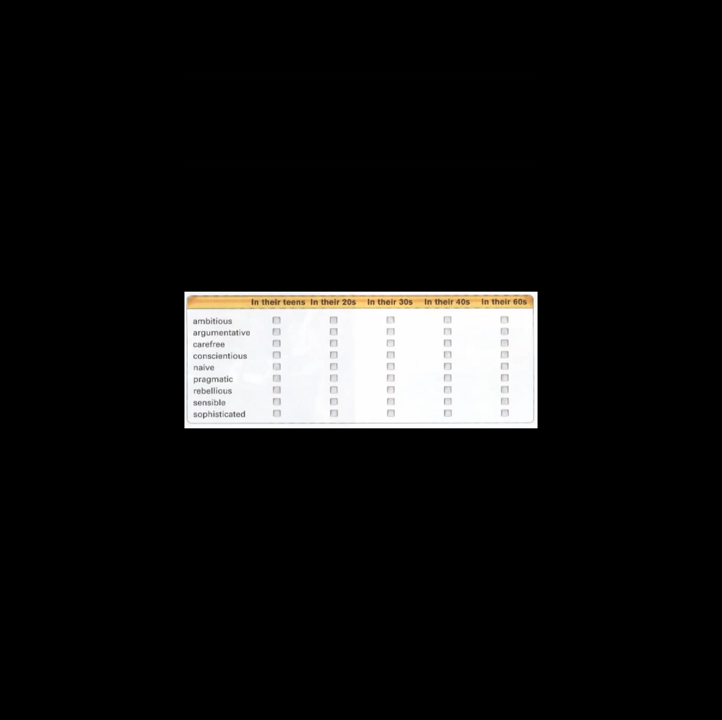 In their teens In their 20s In their 30s In their 40s In their 60s
ambitious
argumentative
carefree
conscientious
naive
pragmatic
rebellious
sensible
sophisticated